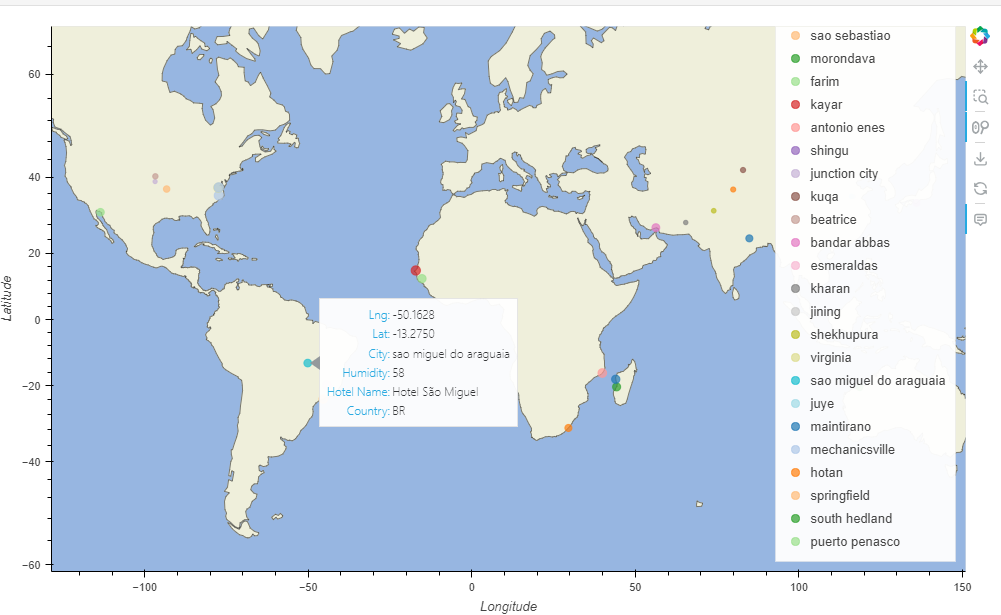 sao sebastiao
morondava
farim
kayar
antonio enes
shingu
junction city
kuqa
beatrice
bandar abbas
esmeraldas
kharan
jining
shekhupura
virginia
sao miguel do araguaia
juye
maintirano
mechanicsville
hotan
springfield
south hedland
puerto penasco
Lng: -50.1628
Lat: -13.2750
City: sao miguel do araguaia
Humidity: 58
Hotel Name: Hotel São Miguel
Country: BR
Latitude
60
40
20
0
−20
−40
−60
−100 −50 0 50 100 150
Longitude